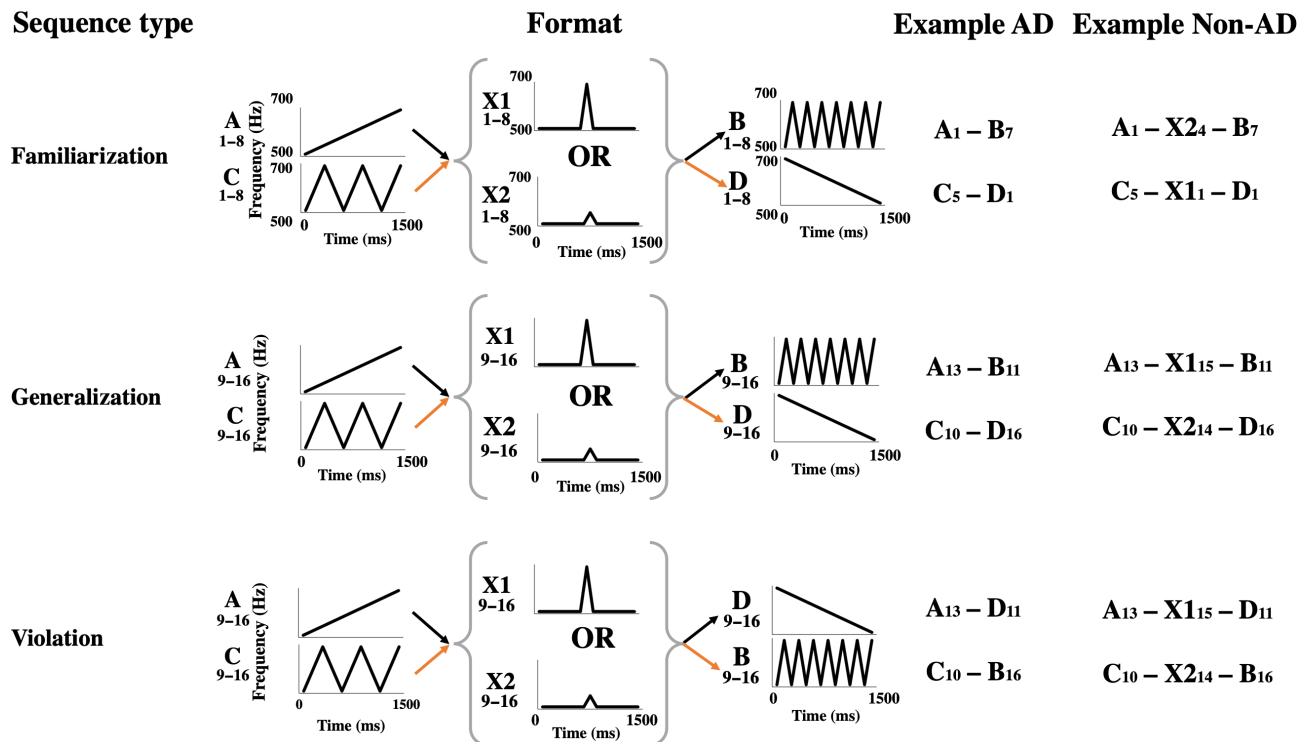 Sequence type Format Example AD Example Non-AD
Familiarization
A
1–8
C
1–8
Frequency (Hz)
700
500
700
500
0 1500
Time (ms)
X1
1–8
700
500
OR
X2
1–8
700
500
0 1500
Time (ms)
B
1–8
D
1–8
700
500
700
500
0 1500
Time (ms)
A1 – B7
A1 – X24 – B7
C5 – D1
C5 – X11 – D1
Generalization
A
9–16
C
9–16
Frequency (Hz)
0 1500
Time (ms)
X1
9–16
OR
X2
9–16
0 1500
Time (ms)
B
9–16
D
9–16
0 1500
Time (ms)
A13 – B11
A13 – X115 – B11
C10 – D16
C10 – X214 – D16
Violation
A
9–16
C
9–16
Frequency (Hz)
0 1500
Time (ms)
X1
9–16
OR
X2
9–16
0 1500
Time (ms)
D
9–16
B
9–16
0 1500
Time (ms)
A13 – D11
A13 – X115 – D11
C10 – B16
C10 – X214 – B16